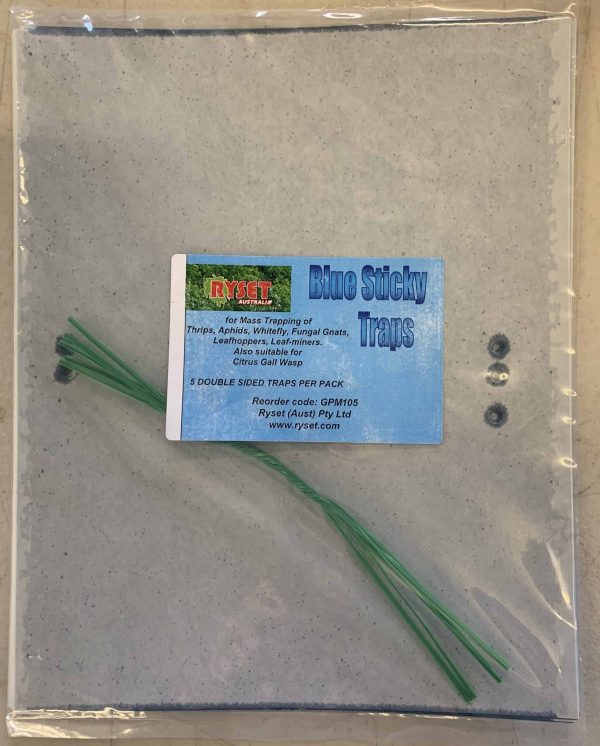 RYSET
AUSTRALIA
Blue Sticky
Traps
for Mass Trapping of
Thrips, Aphids, Whitefly, Fungal Gnats,
Leafhoppers, Leaf-miners.
Also suitable for
Citrus Gall Wasp
5 DOUBLE SIDED TRAPS PER PACK
Reorder code: GPM105
Ryset (Aust) Pty Ltd
www.ryset.com